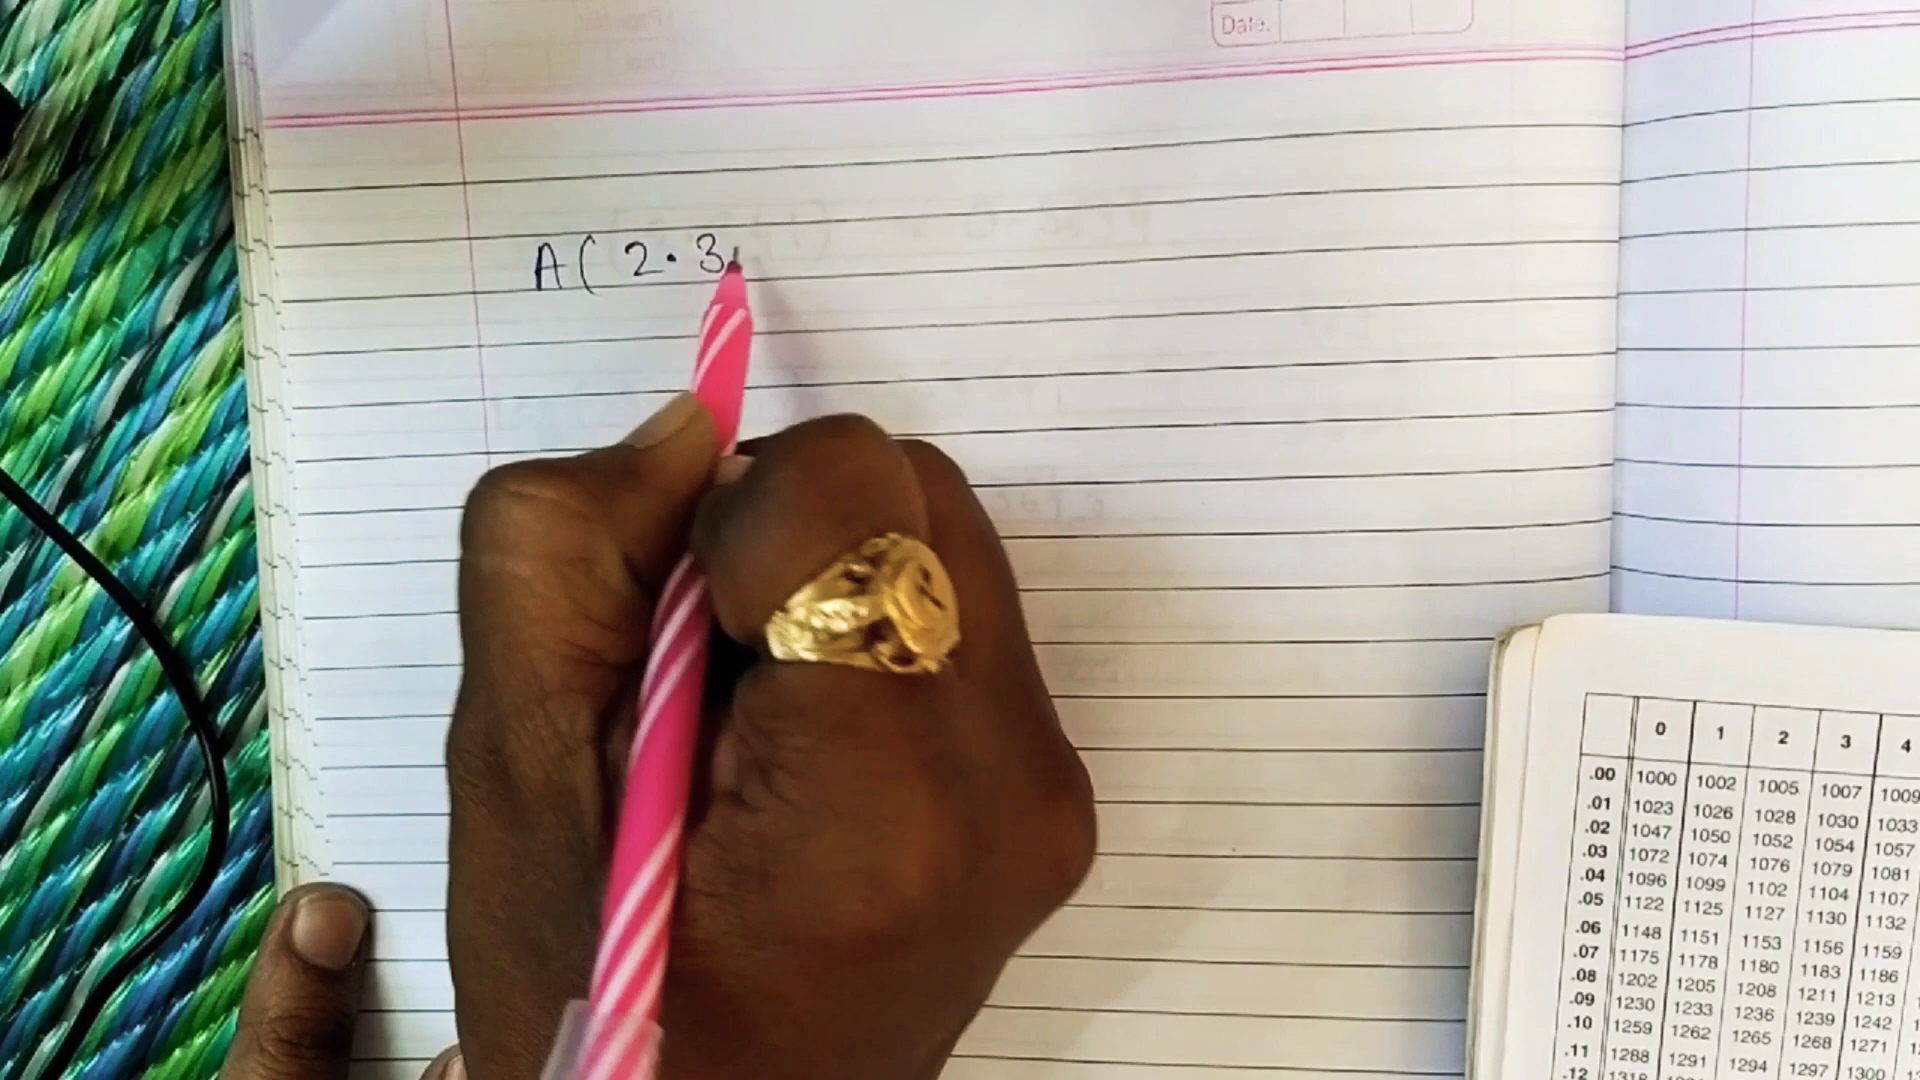 Date.
A ( 2 . 3
0 1 2 3 4
.00 1000 1002 1005 1007 1009
.01 1023 1026 1028 1030 1033
.02 1047 1050 1052 1054 1057
.03 1072 1074 1076 1079 1081
.04 1096 1099 1102 1104 1107
.05 1122 1125 1127 1130 1132
.06 1148 1151 1153 1156 1159
.07 1175 1178 1180 1183 1186
.08 1202 1205 1208 1211 1213
.09 1230 1233 1236 1239 1242
.10 1259 1262 1265 1268 1271
.11 1288 1291 1294 1297 1300
.12 1318